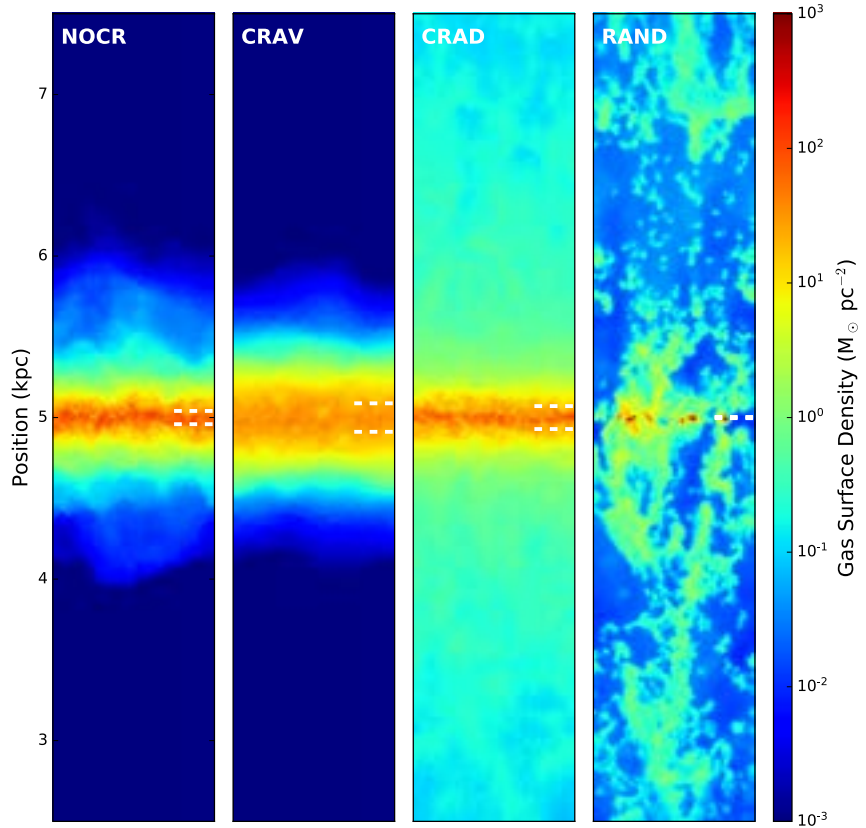 NOCR
CRAV
CRAD
RAND
Position (kpc)
7
6
5
4
3
10³
10²
10¹
10⁰
10⁻¹
10⁻²
10⁻³
Gas Surface Density (M⊙ pc⁻²)